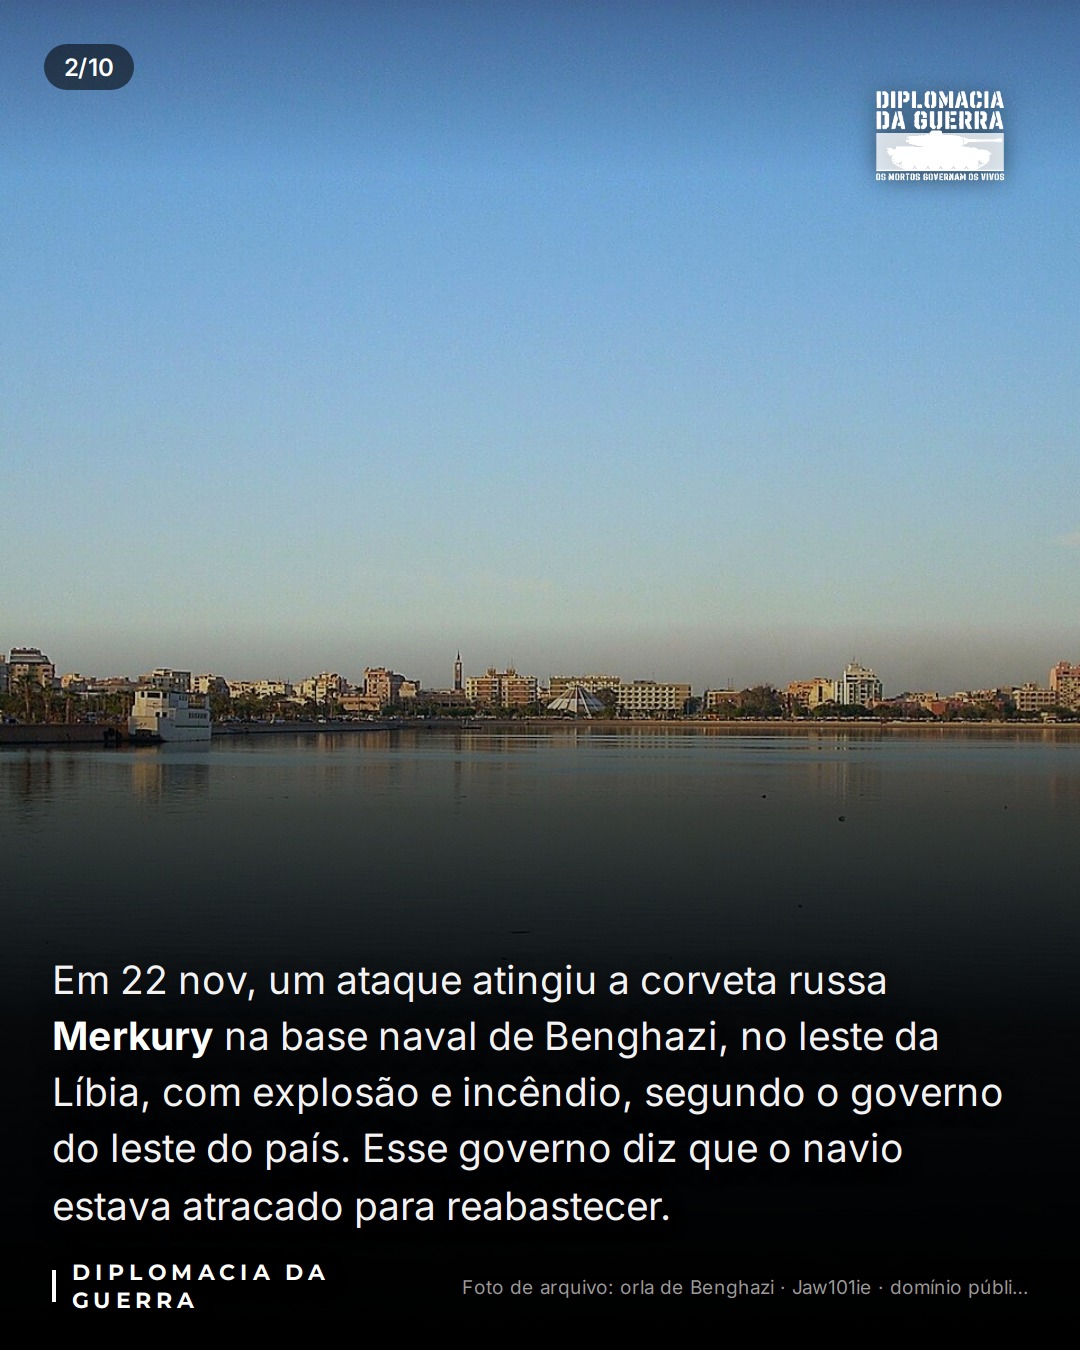 2/10
DIPLOMACIA
DA GUERRA
OS MORTOS GOVERNAM OS VIVOS
Em 22 nov, um ataque atingiu a corveta russa
Merkury na base naval de Benghazi, no leste da
Líbia, com explosão e incêndio, segundo o governo
do leste do país. Esse governo diz que o navio
estava atracado para reabastecer.
DIPLOMACIA DA
GUERRA
Foto de arquivo: orla de Benghazi · Jaw101ie · domínio públi...